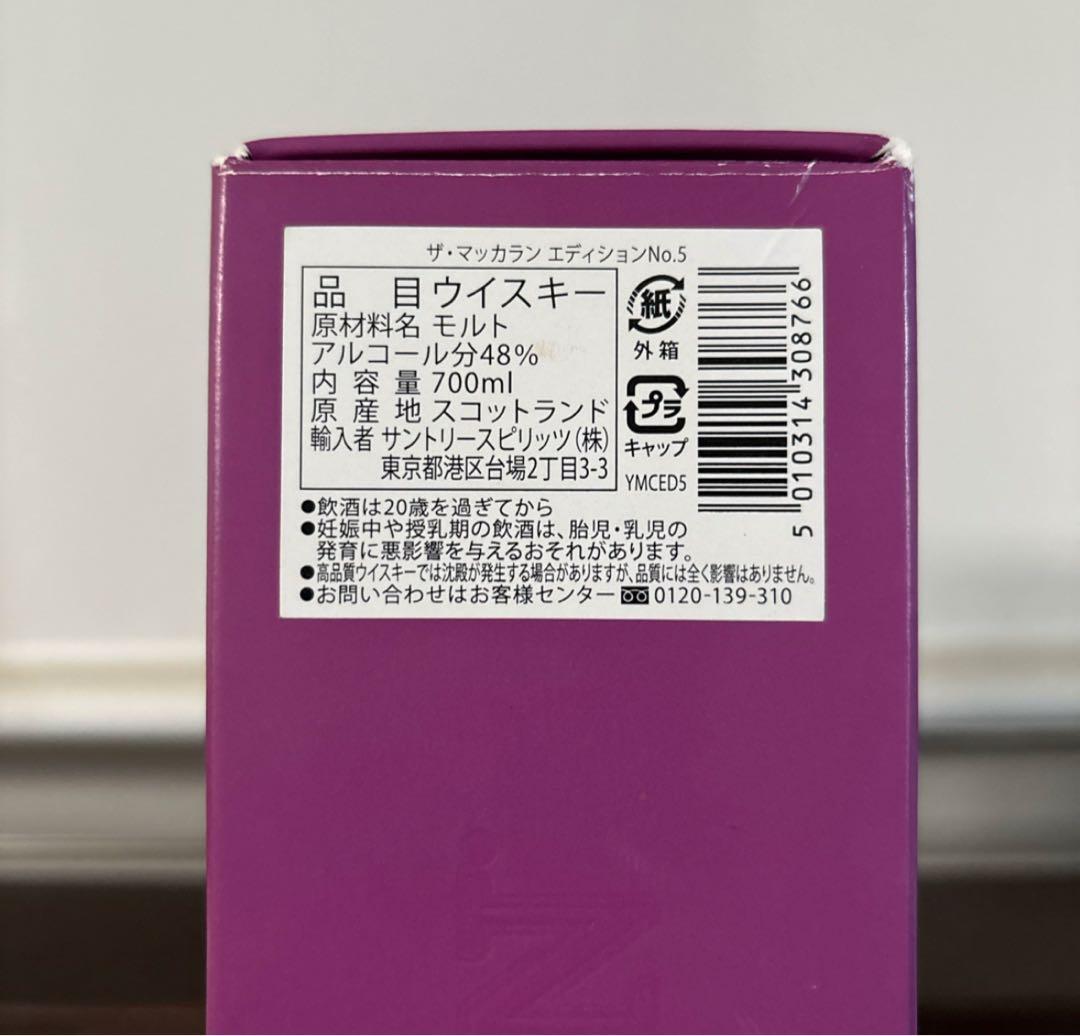 ザ・マッカラン エディションNo.5
品　目 ウイスキー
原材料名 モルト
アルコール分48%
内容量 700ml
原産地 スコットランド
輸入者 サントリースピリッツ(株)
東京都港区台場2丁目3-3
紙
外箱
プラ
キャップ
YMCED5
5 010314 308766
●飲酒は20歳を過ぎてから
●妊娠中や授乳期の飲酒は、胎児・乳児の
発育に悪影響を与えるおそれがあります。
●高品質ウイスキーでは沈殿が発生する場合がありますが、品質には全く影響はありません。
●お問い合わせはお客様センター 0120-139-310